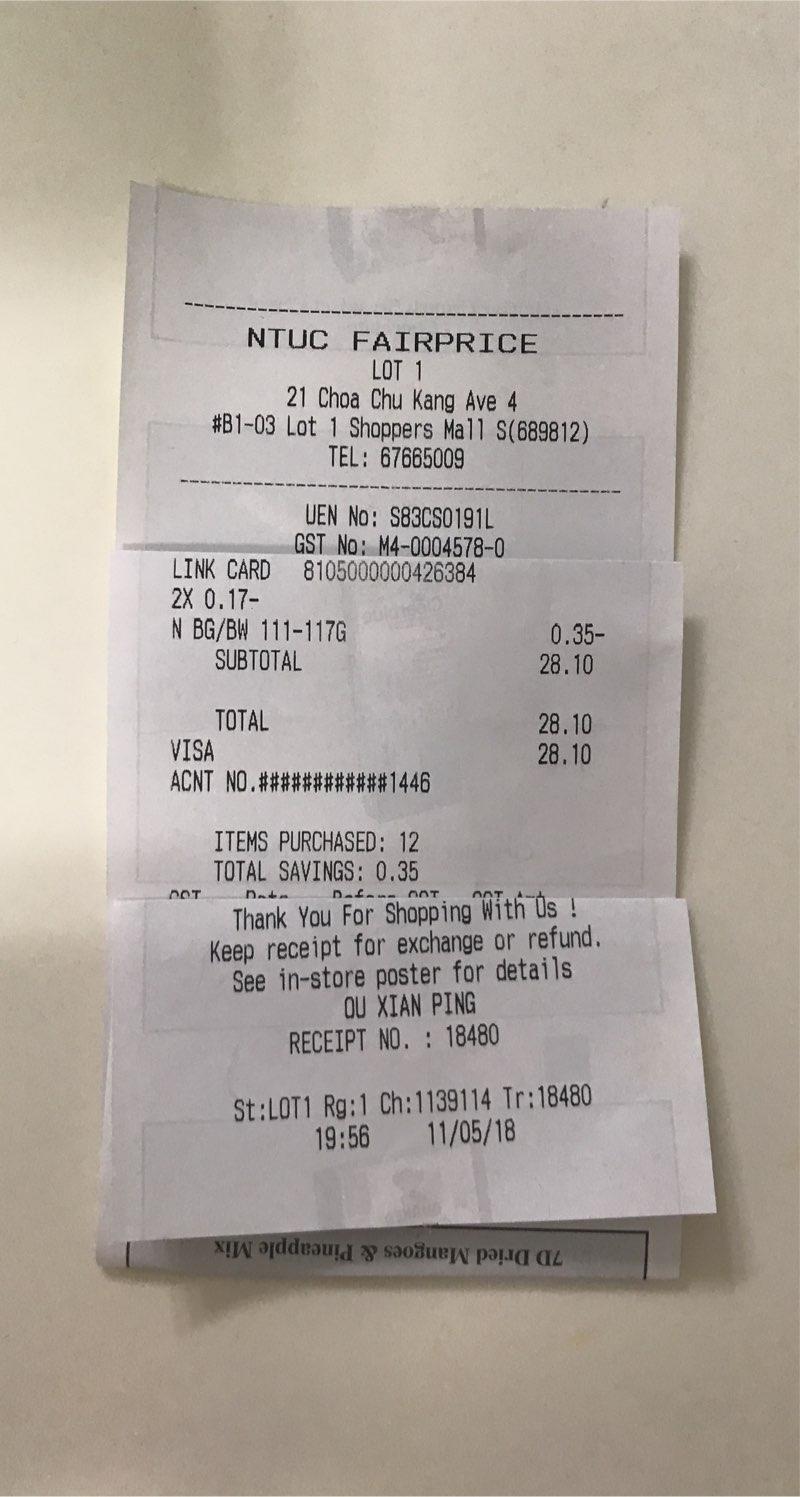 NTUC FAIRPRICE
LOT 1
21 Choa Chu Kang Ave 4
#B1-03 Lot 1 Shoppers Mall S(689812)
TEL: 67665009
UEN No: S83CS0191L
GST No: M4-0004578-0
LINK CARD 8105000000426384
2X 0.17-
N BG/BW 111-117G 0.35-
SUBTOTAL 28.10
TOTAL 28.10
VISA 28.10
ACNT NO.############1446
ITEMS PURCHASED: 12
TOTAL SAVINGS: 0.35
Thank You For Shopping With Us !
Keep receipt for exchange or refund.
See in-store poster for details
OU XIAN PING
RECEIPT NO. : 18480
St:LOT1 Rg:1 Ch:1139114 Tr:18480
19:56 11/05/18
7D Dried Mangoes & Pineapple Mix